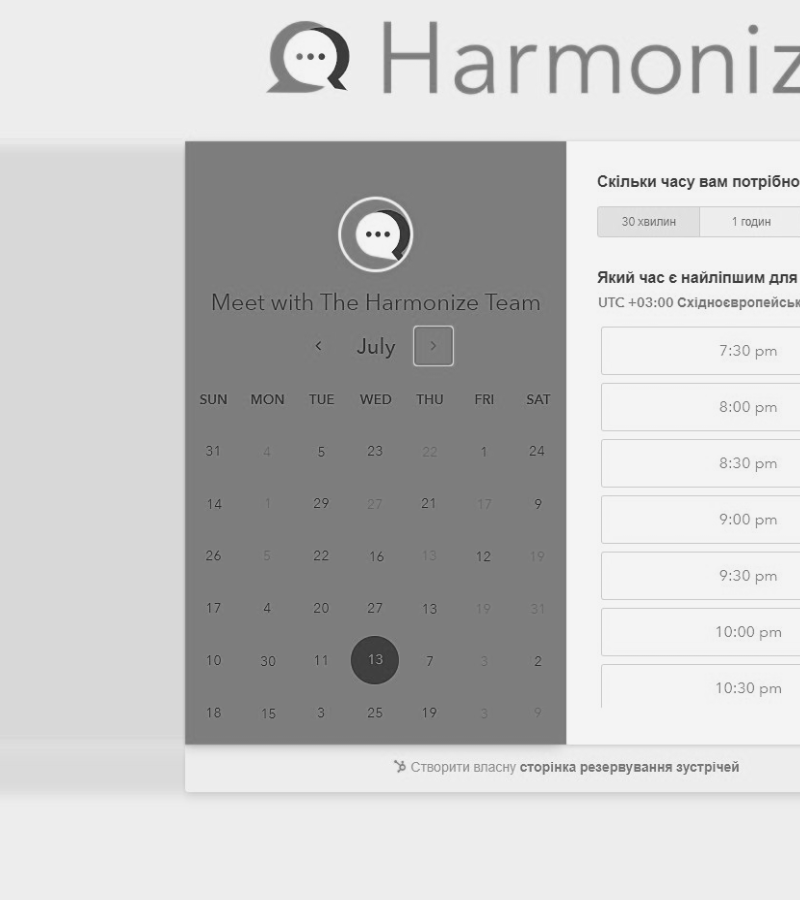 Harmoniz
Meet with The Harmonize Team
July
SUN MON TUE WED THU FRI SAT
31 4 5 23 22 1 24
14 1 29 27 21 17 9
26 5 22 16 13 12 19
17 4 20 27 13 19 31
10 30 11 13 7 3 2
18 15 3 25 19 3 9
Скільки часу вам потрібно
30 хвилин 1 годин
Який час є найліпшим для
UTC +03:00 Східноєвропейськ
7:30 pm
8:00 pm
8:30 pm
9:00 pm
9:30 pm
10:00 pm
10:30 pm
Створити власну сторінка резервування зустрічей